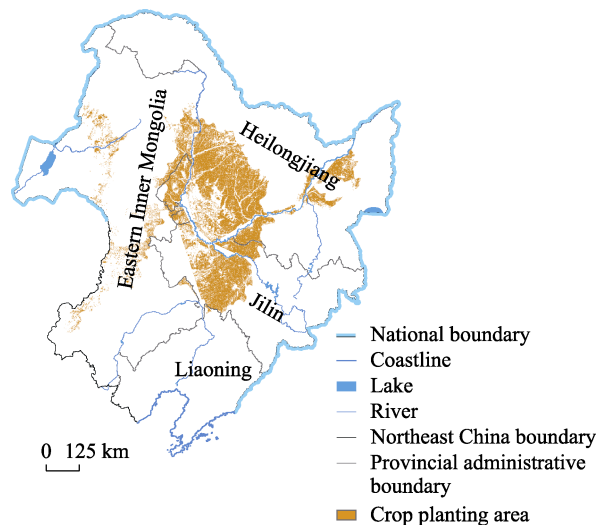 Heilongjiang
Eastern Inner Mongolia
Jilin
Liaoning
National boundary
Coastline
Lake
River
Northeast China boundary
Provincial administrative
boundary
Crop planting area
0 125 km